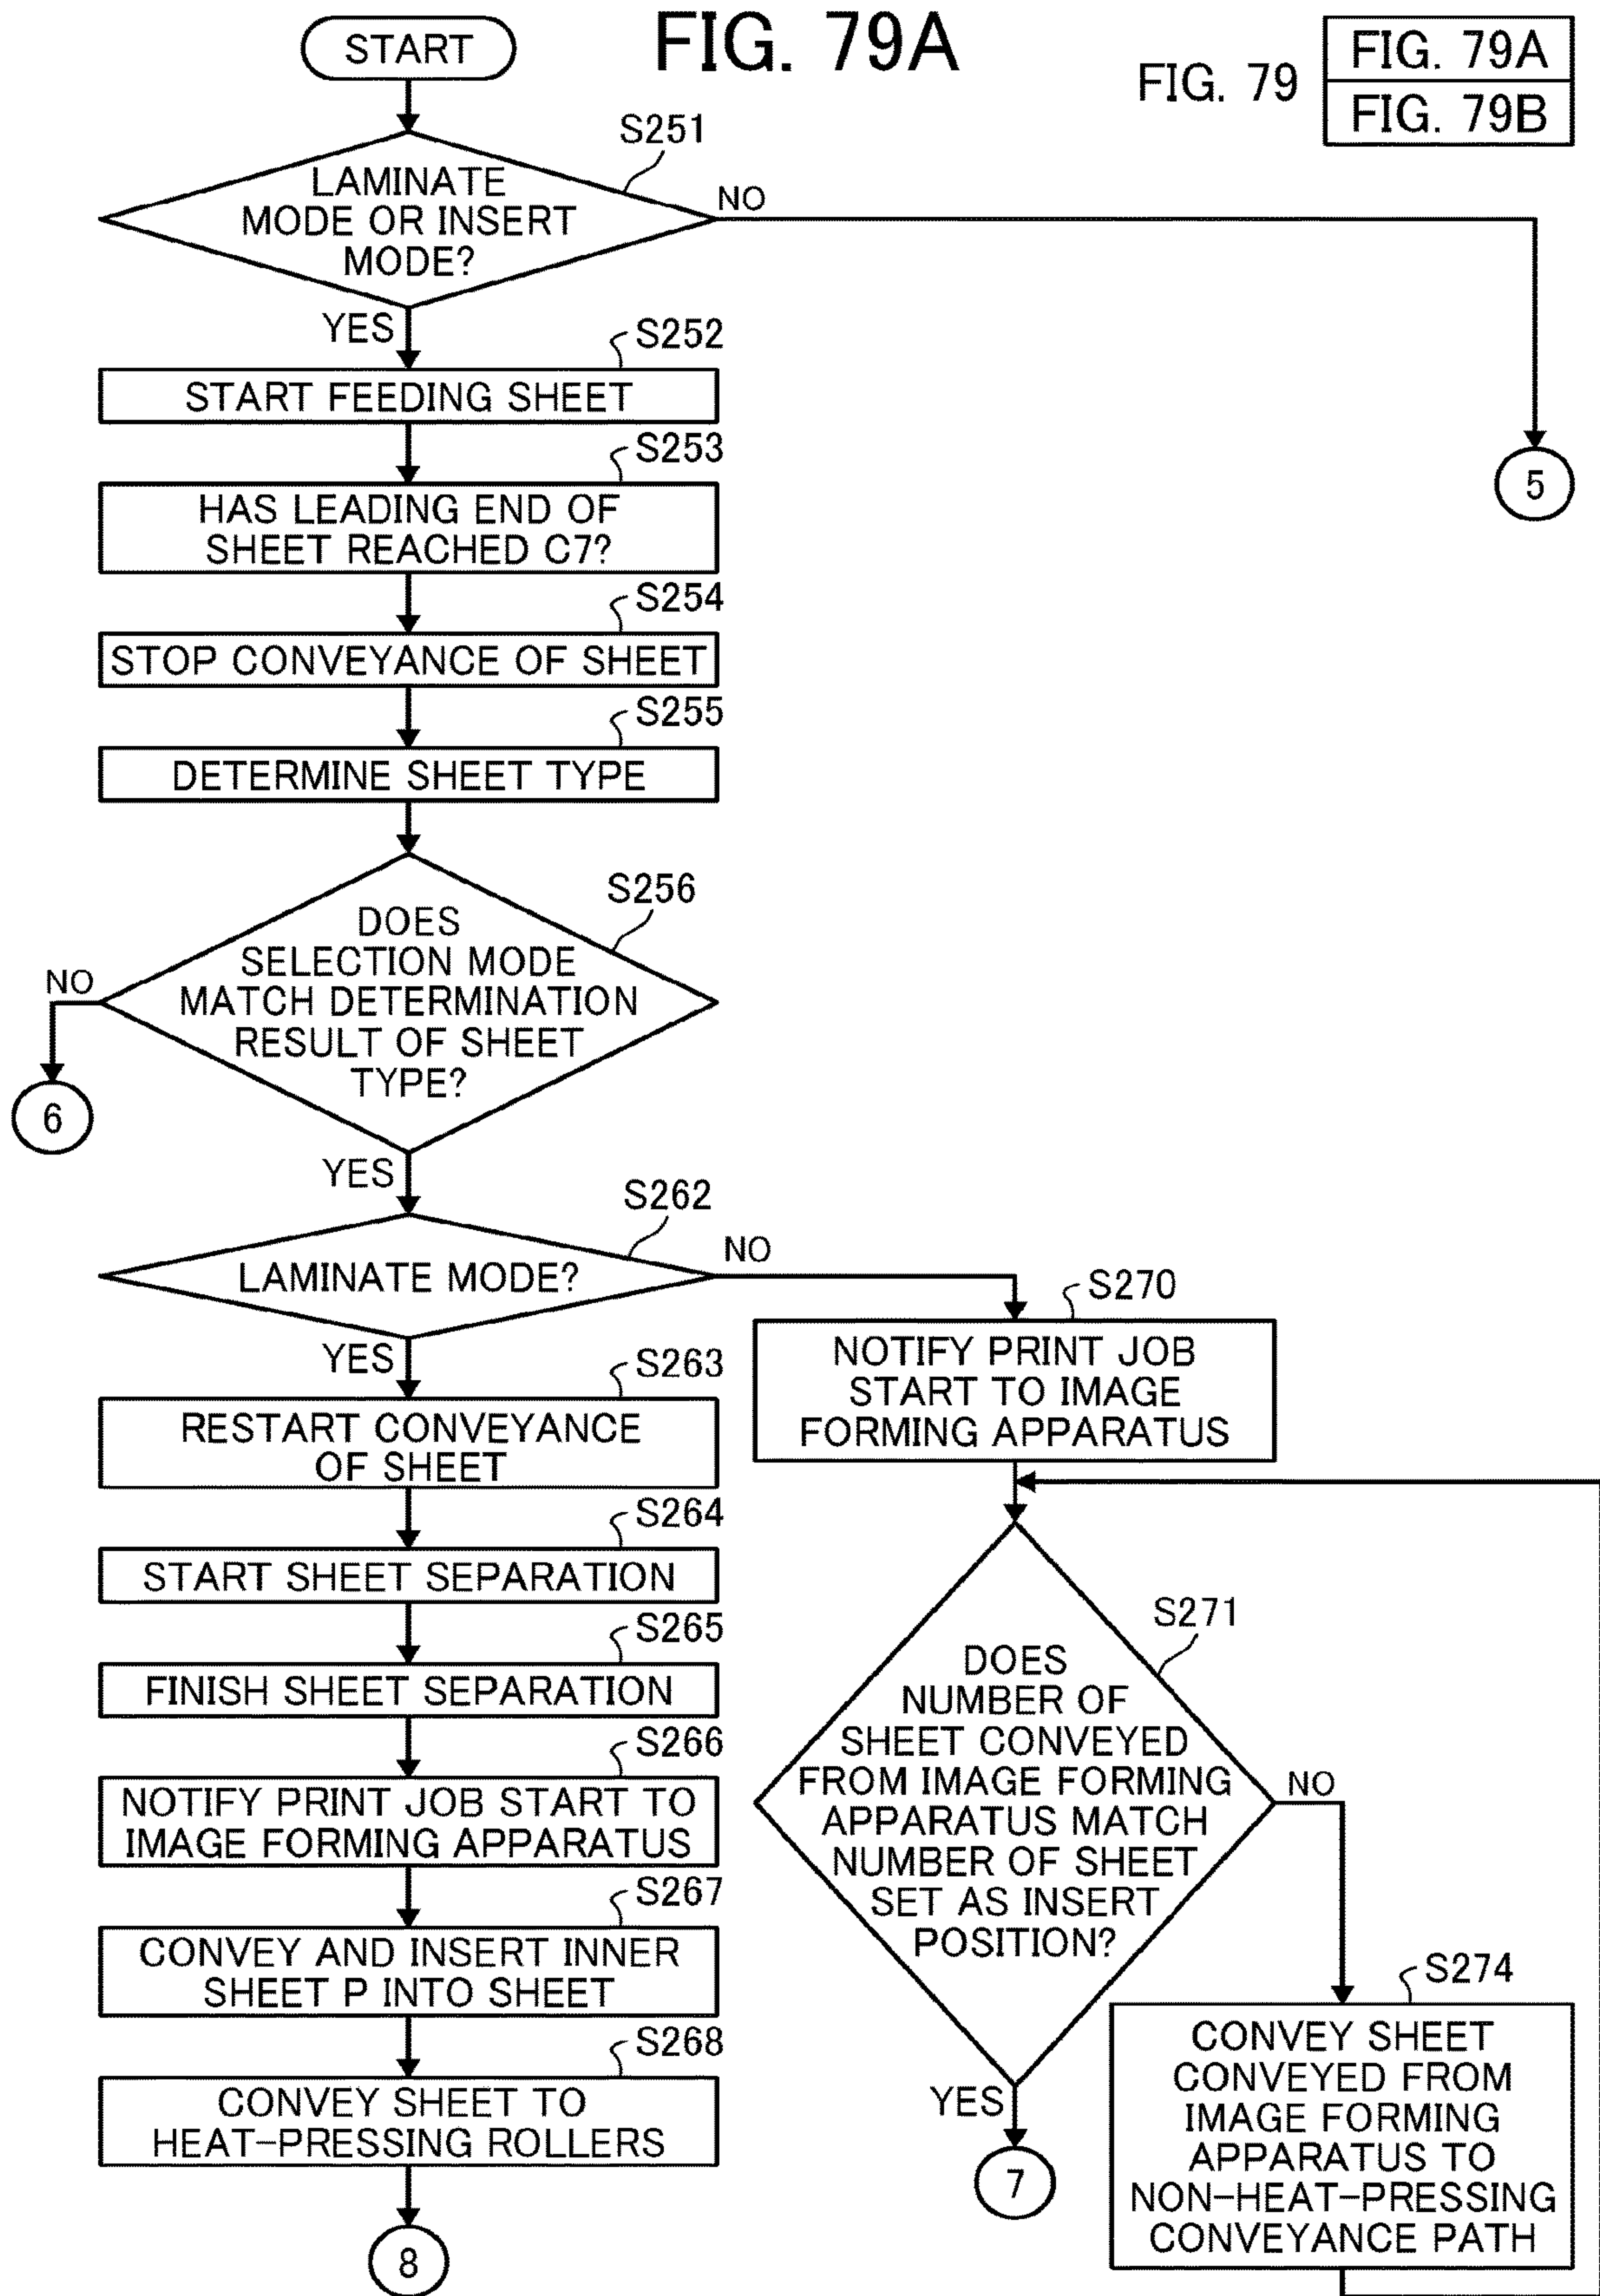 FIG. 79A
FIG. 79
FIG. 79A
FIG. 79B
START
S251
LAMINATE
MODE OR INSERT
MODE?
NO
5
YES
S252
START FEEDING SHEET
S253
HAS LEADING END OF
SHEET REACHED C7?
S254
STOP CONVEYANCE OF SHEET
S255
DETERMINE SHEET TYPE
S256
DOES
SELECTION MODE
MATCH DETERMINATION
RESULT OF SHEET
TYPE?
NO
6
YES
S262
LAMINATE MODE?
NO
YES
S263
RESTART CONVEYANCE
OF SHEET
S264
START SHEET SEPARATION
S265
FINISH SHEET SEPARATION
S266
NOTIFY PRINT JOB START TO
IMAGE FORMING APPARATUS
S267
CONVEY AND INSERT INNER
SHEET P INTO SHEET
S268
CONVEY SHEET TO
HEAT-PRESSING ROLLERS
8
S270
NOTIFY PRINT JOB
START TO IMAGE
FORMING APPARATUS
S271
DOES
NUMBER OF
SHEET CONVEYED
FROM IMAGE FORMING
APPARATUS MATCH
NUMBER OF SHEET
SET AS INSERT
POSITION?
NO
YES
7
S274
CONVEY SHEET
CONVEYED FROM
IMAGE FORMING
APPARATUS TO
NON-HEAT-PRESSING
CONVEYANCE PATH